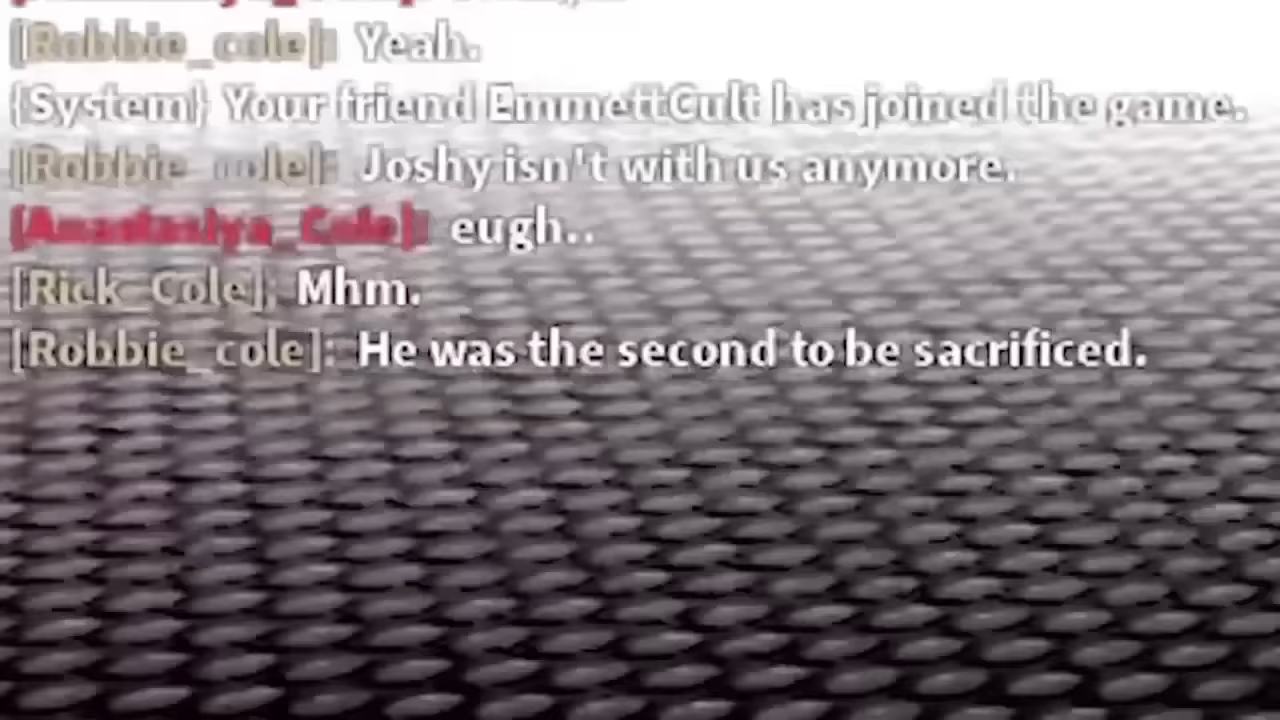 [Robbie_cole]: Yeah.
{System} Your friend EmmettCult has joined the game.
[Robbie_cole]: Joshy isn't with us anymore.
[Anastasiya_Cole]: eugh..
[Rick_Cole]: Mhm.
[Robbie_cole]: He was the second to be sacrificed.